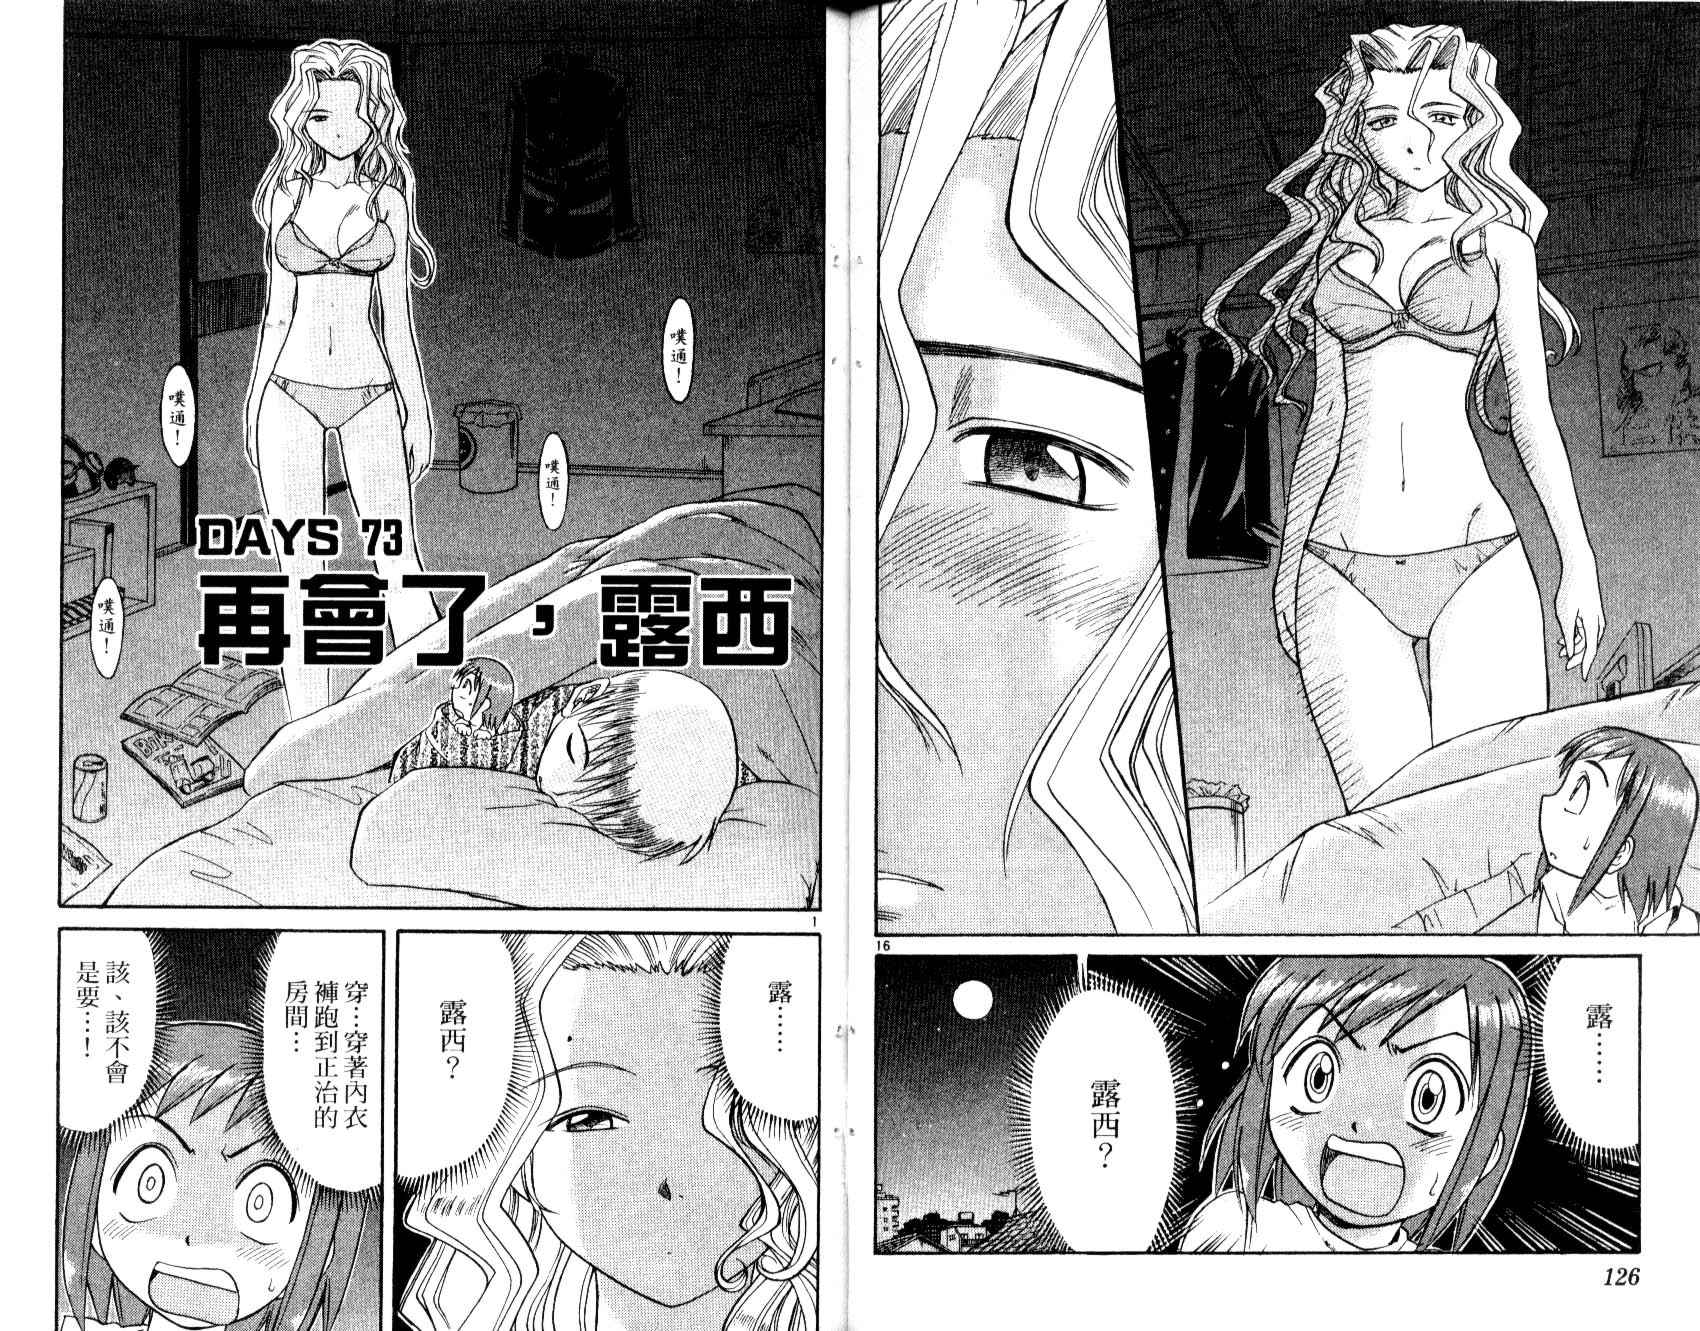 露……
露西？
16
126
DAYS 73
再會了，露西
噗通！
噗通！
噗通！
噗通！
1
露……
露西？
穿…穿著內衣
褲跑到正治的
房間…
該、該不會
是要…！